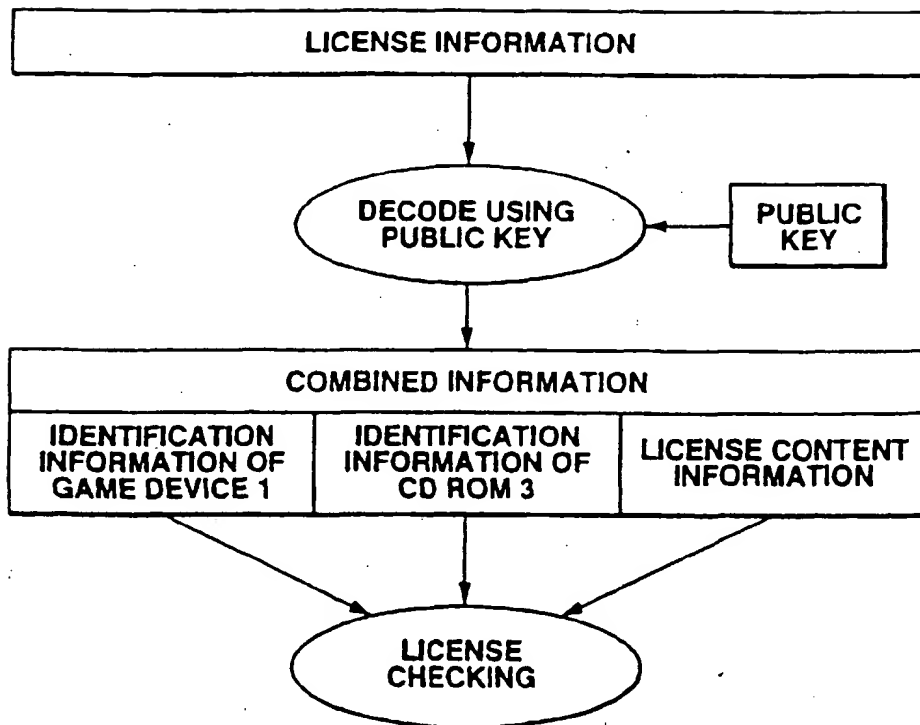 LICENSE INFORMATION
DECODE USING
PUBLIC KEY
PUBLIC
KEY
COMBINED INFORMATION
IDENTIFICATION
INFORMATION OF
GAME DEVICE 1
IDENTIFICATION
INFORMATION OF
CD ROM 3
LICENSE CONTENT
INFORMATION
LICENSE
CHECKING